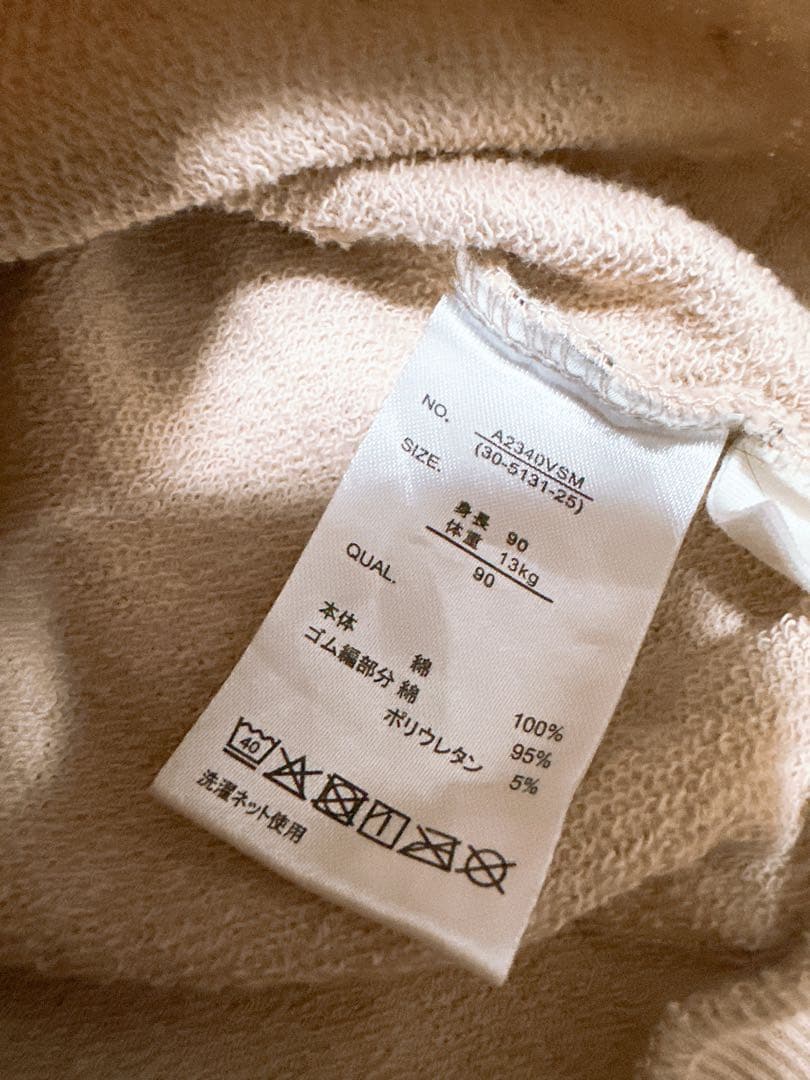 NO. A2340VSM
(30-5131-25)
SIZE.
身長 90
体重 13kg
90
QUAL.
本体 綿 100%
ゴム編部分 綿 95%
ポリウレタン 5%
40
洗濯ネット使用